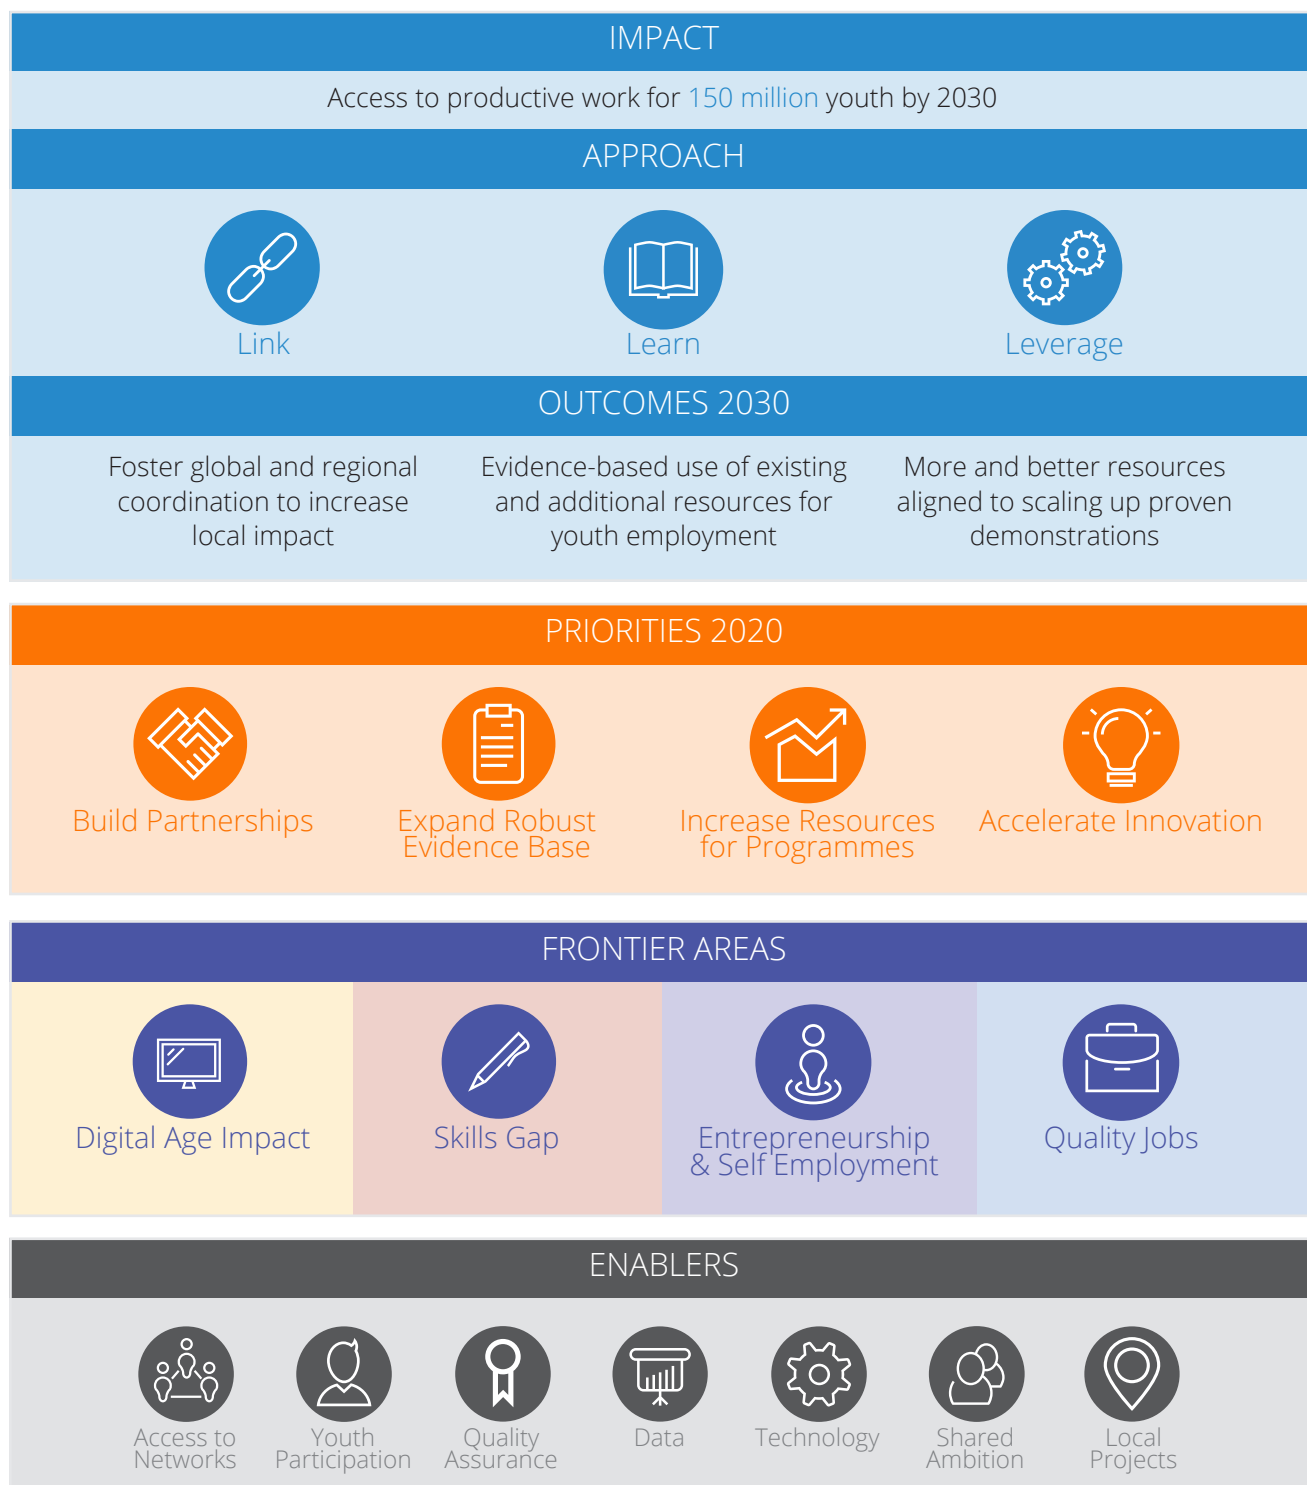 IMPACT
Access to productive work for 150 million youth by 2030
APPROACH
Link
Learn
Leverage
OUTCOMES 2030
Foster global and regional
coordination to increase
local impact
Evidence-based use of existing
and additional resources for
youth employment
More and better resources
aligned to scaling up proven
demonstrations
PRIORITIES 2020
Build Partnerships
Expand Robust
Evidence Base
Increase Resources
for Programmes
Accelerate Innovation
FRONTIER AREAS
Digital Age Impact
Skills Gap
Entrepreneurship
& Self Employment
Quality Jobs
ENABLERS
Access to
Networks
Youth
Participation
Quality
Assurance
Data
Technology
Shared
Ambition
Local
Projects